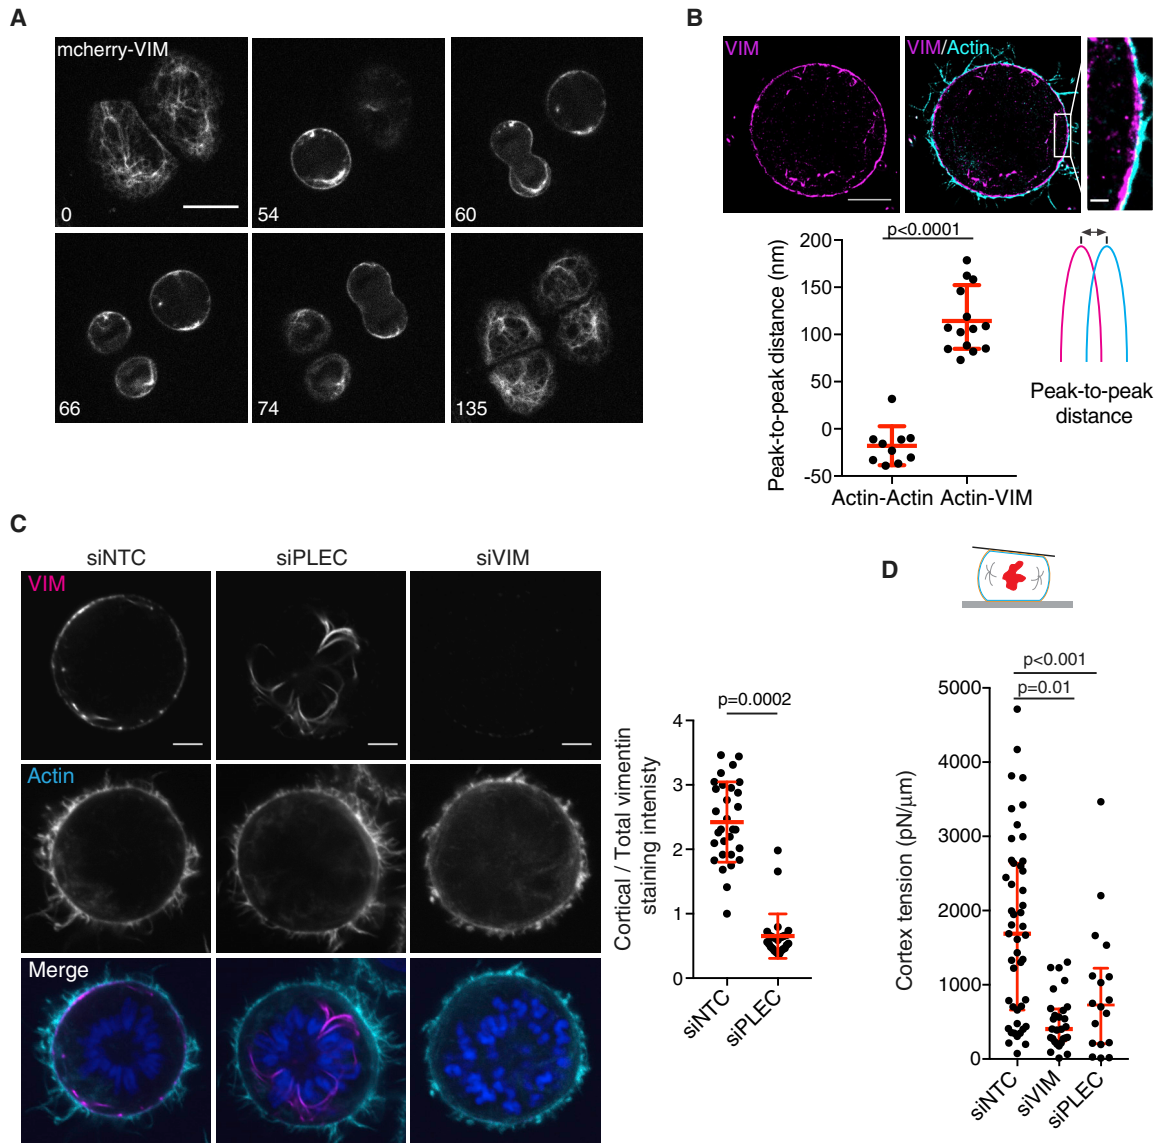 A
mcherry-VIM
0
54
60
66
74
135
B
VIM
VIM/Actin
p<0.0001
200
150
100
50
0
-50
Peak-to-peak distance (nm)
Actin-Actin
Actin-VIM
Peak-to-peak
distance
C
siNTC
siPLEC
siVIM
VIM
Actin
Merge
p=0.0002
4
3
2
1
0
Cortical / Total vimentin
staining intenisty
siNTC
siPLEC
D
p<0.001
p=0.01
5000
4000
3000
2000
1000
0
Cortex tension (pN/µm)
siNTC
siVIM
siPLEC